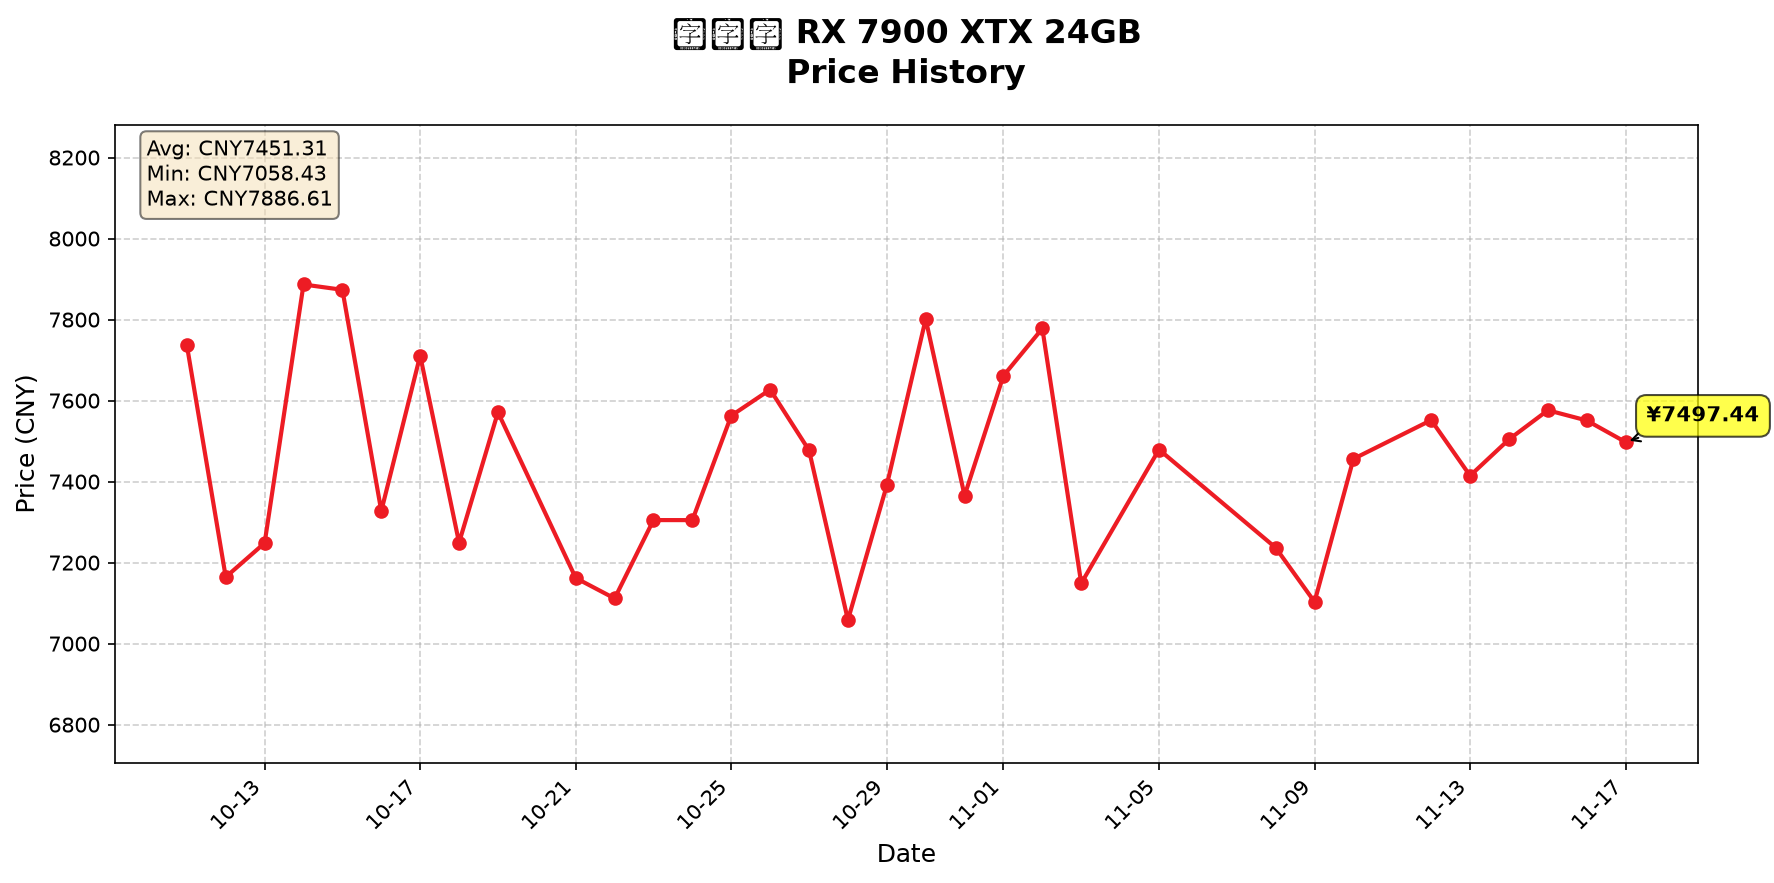 RX 7900 XTX 24GB
Price History
Avg: CNY7451.31
Min: CNY7058.43
Max: CNY7886.61
8200
8000
7800
7600
7400
7200
7000
6800
Price (CNY)
¥7497.44
10-13
10-17
10-21
10-25
10-29
11-01
11-05
11-09
11-13
11-17
Date